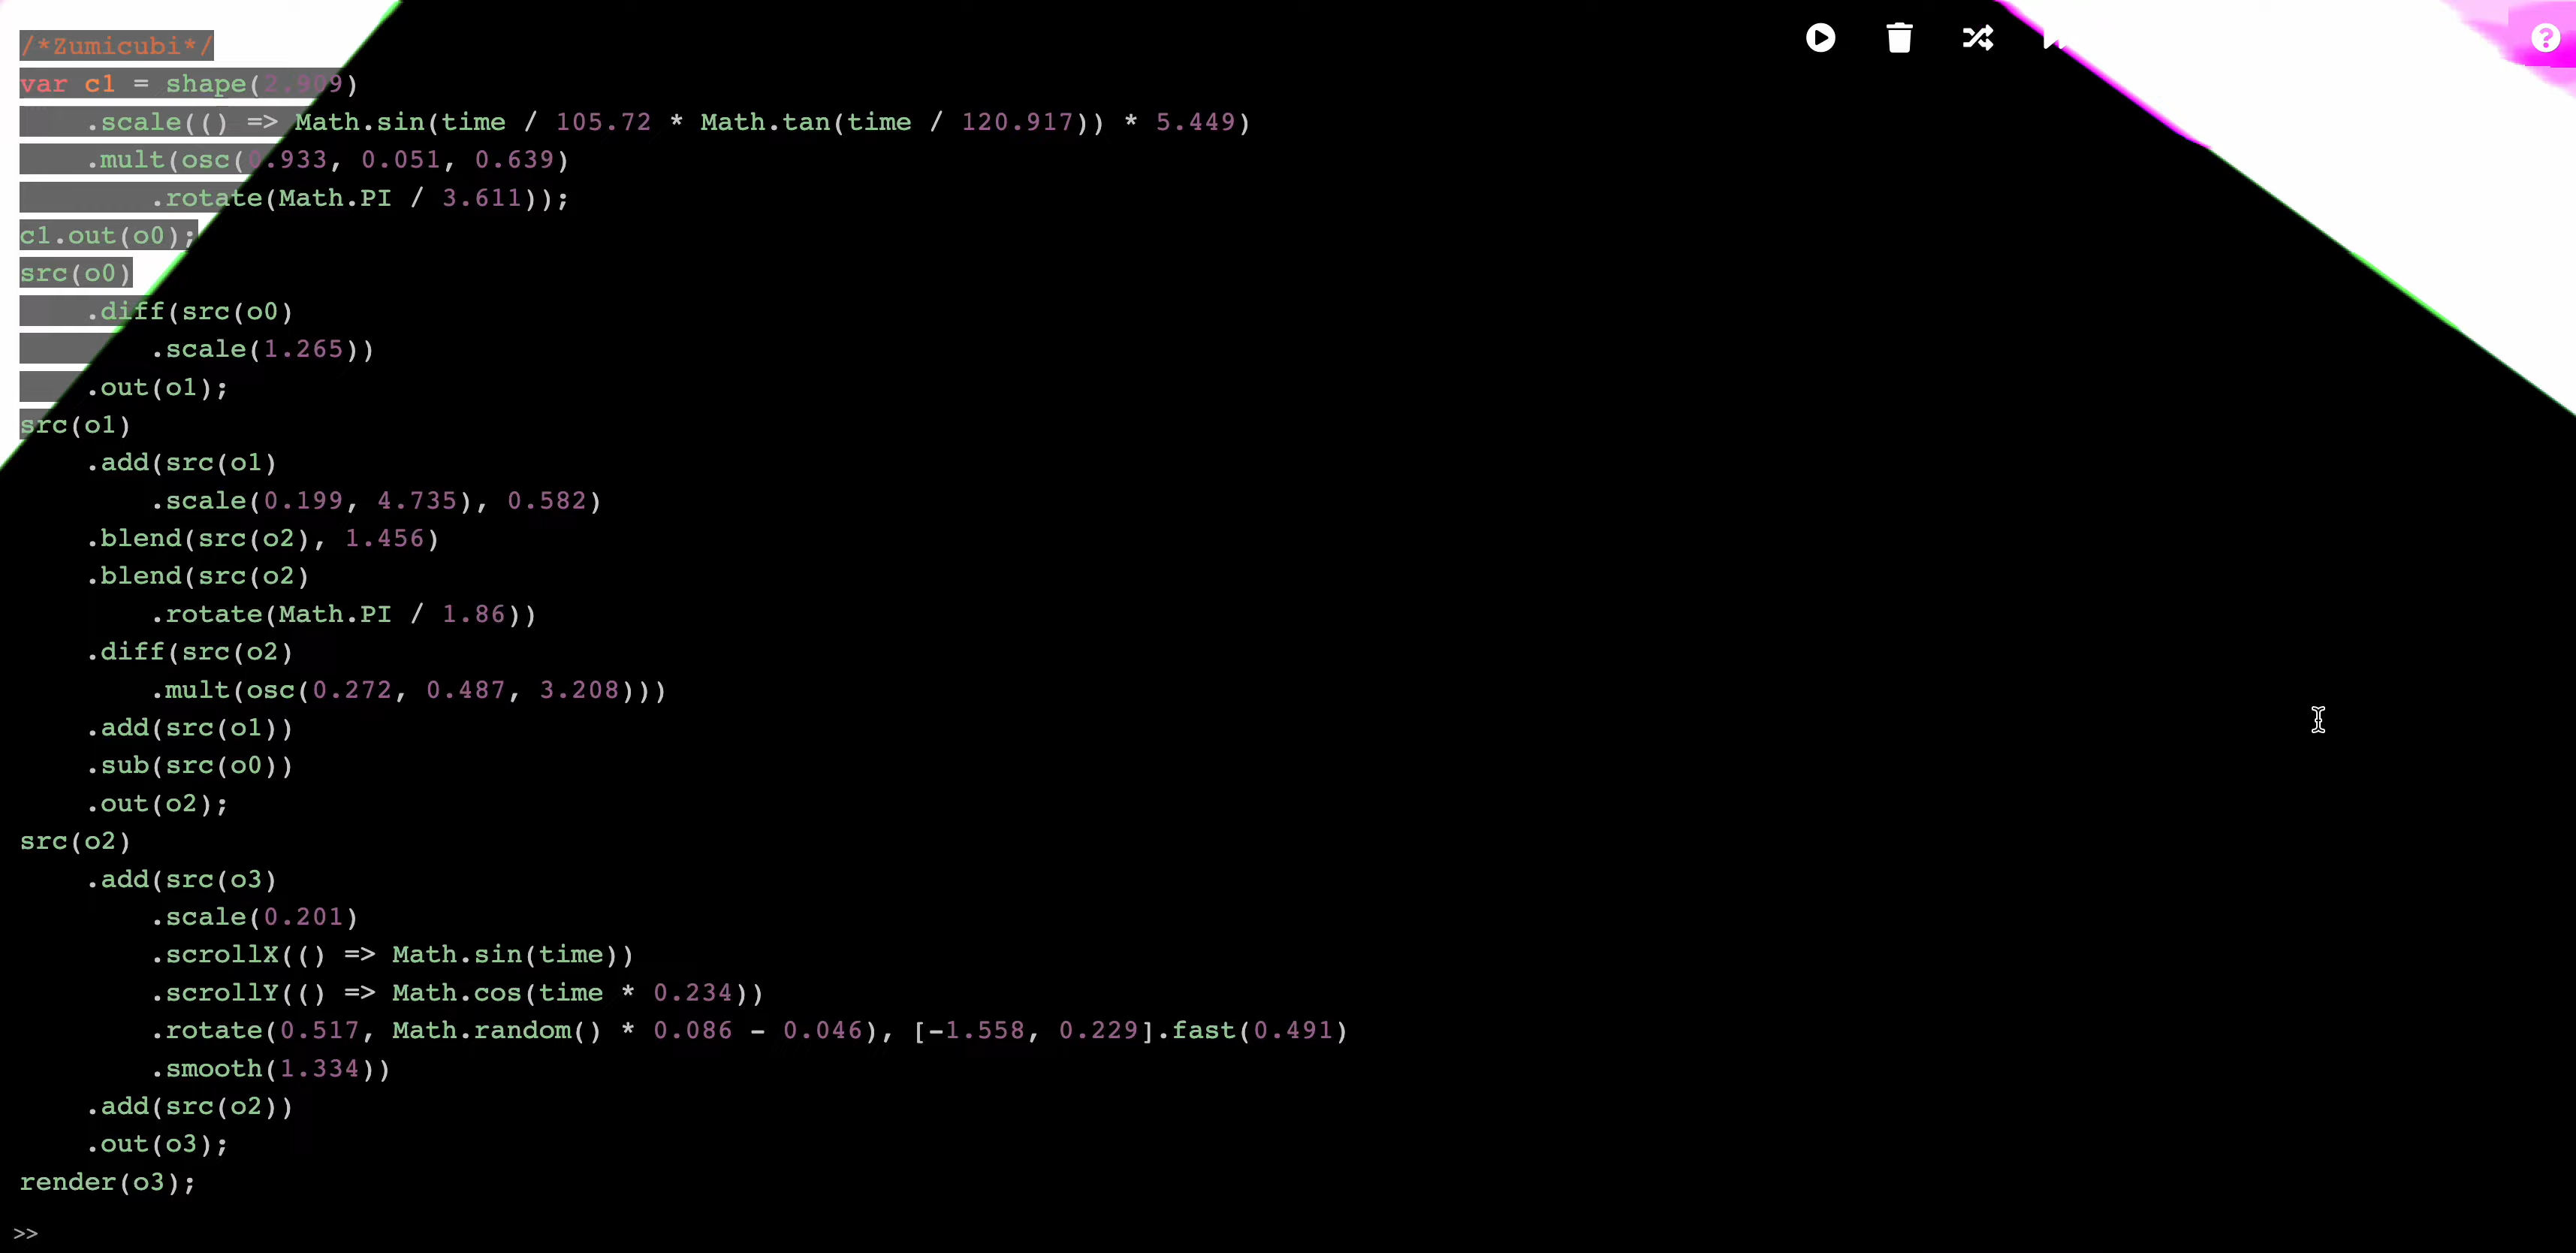 /*Zumicubi*/
var c1 = shape(2.909)
    .scale(() => Math.sin(time / 105.72 * Math.tan(time / 120.917)) * 5.449)
    .mult(osc(0.933, 0.051, 0.639)
        .rotate(Math.PI / 3.611));
c1.out(o0);
src(o0)
    .diff(src(o0)
        .scale(1.265))
    .out(o1);
src(o1)
    .add(src(o1)
        .scale(0.199, 4.735), 0.582)
    .blend(src(o2), 1.456)
    .blend(src(o2)
        .rotate(Math.PI / 1.86))
    .diff(src(o2)
        .mult(osc(0.272, 0.487, 3.208)))
    .add(src(o1))
    .sub(src(o0))
    .out(o2);
src(o2)
    .add(src(o3)
        .scale(0.201)
        .scrollX(() => Math.sin(time))
        .scrollY(() => Math.cos(time * 0.234))
        .rotate(0.517, Math.random() * 0.086 - 0.046), [-1.558, 0.229].fast(0.491)
        .smooth(1.334))
    .add(src(o2))
    .out(o3);
render(o3);
>>